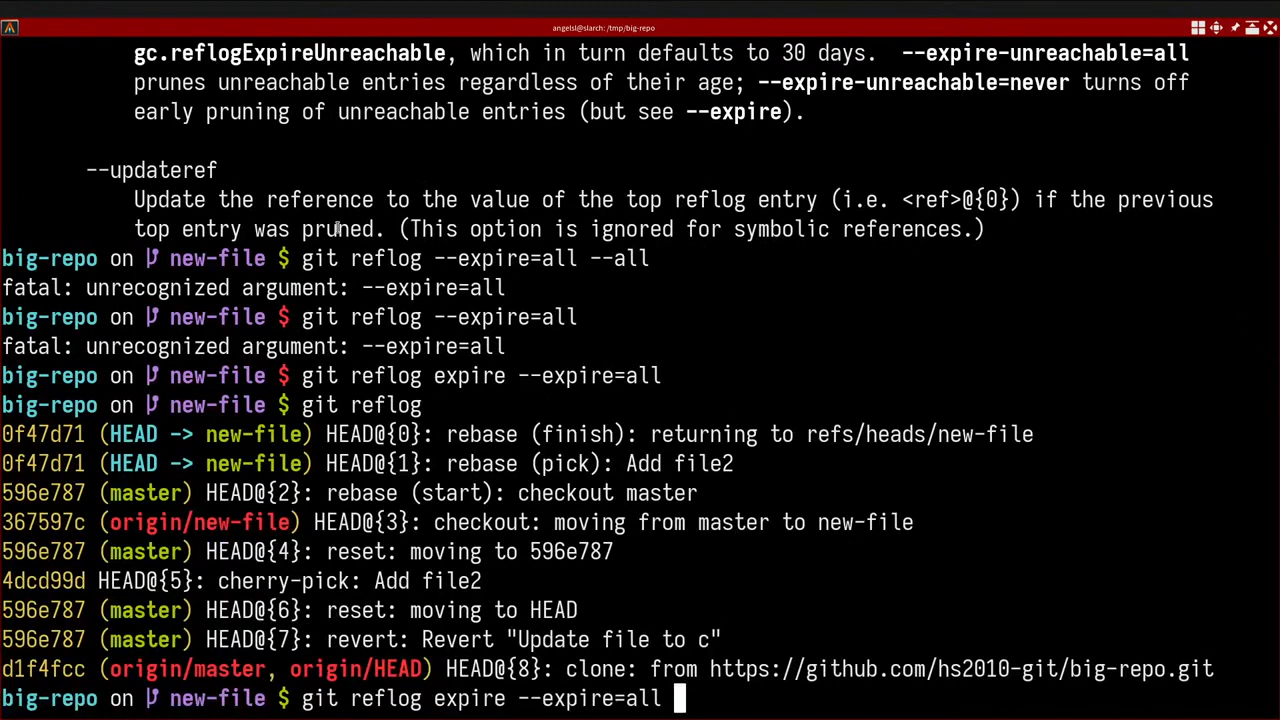 angelsl@slarch: /tmp/big-repo
gc.reflogExpireUnreachable, which in turn defaults to 30 days.  --expire-unreachable=all
prunes unreachable entries regardless of their age; --expire-unreachable=never turns off
early pruning of unreachable entries (but see --expire).
--updateref
Update the reference to the value of the top reflog entry (i.e. <ref>@{0}) if the previous
top entry was pruned. (This option is ignored for symbolic references.)
big-repo on new-file $ git reflog --expire=all --all
fatal: unrecognized argument: --expire=all
big-repo on new-file $ git reflog --expire=all
fatal: unrecognized argument: --expire=all
big-repo on new-file $ git reflog expire --expire=all
big-repo on new-file $ git reflog
0f47d71 (HEAD -> new-file) HEAD@{0}: rebase (finish): returning to refs/heads/new-file
0f47d71 (HEAD -> new-file) HEAD@{1}: rebase (pick): Add file2
596e787 (master) HEAD@{2}: rebase (start): checkout master
367597c (origin/new-file) HEAD@{3}: checkout: moving from master to new-file
596e787 (master) HEAD@{4}: reset: moving to 596e787
4dcd99d HEAD@{5}: cherry-pick: Add file2
596e787 (master) HEAD@{6}: reset: moving to HEAD
596e787 (master) HEAD@{7}: revert: Revert "Update file to c"
d1f4fcc (origin/master, origin/HEAD) HEAD@{8}: clone: from https://github.com/hs2010-git/big-repo.git
big-repo on new-file $ git reflog expire --expire=all